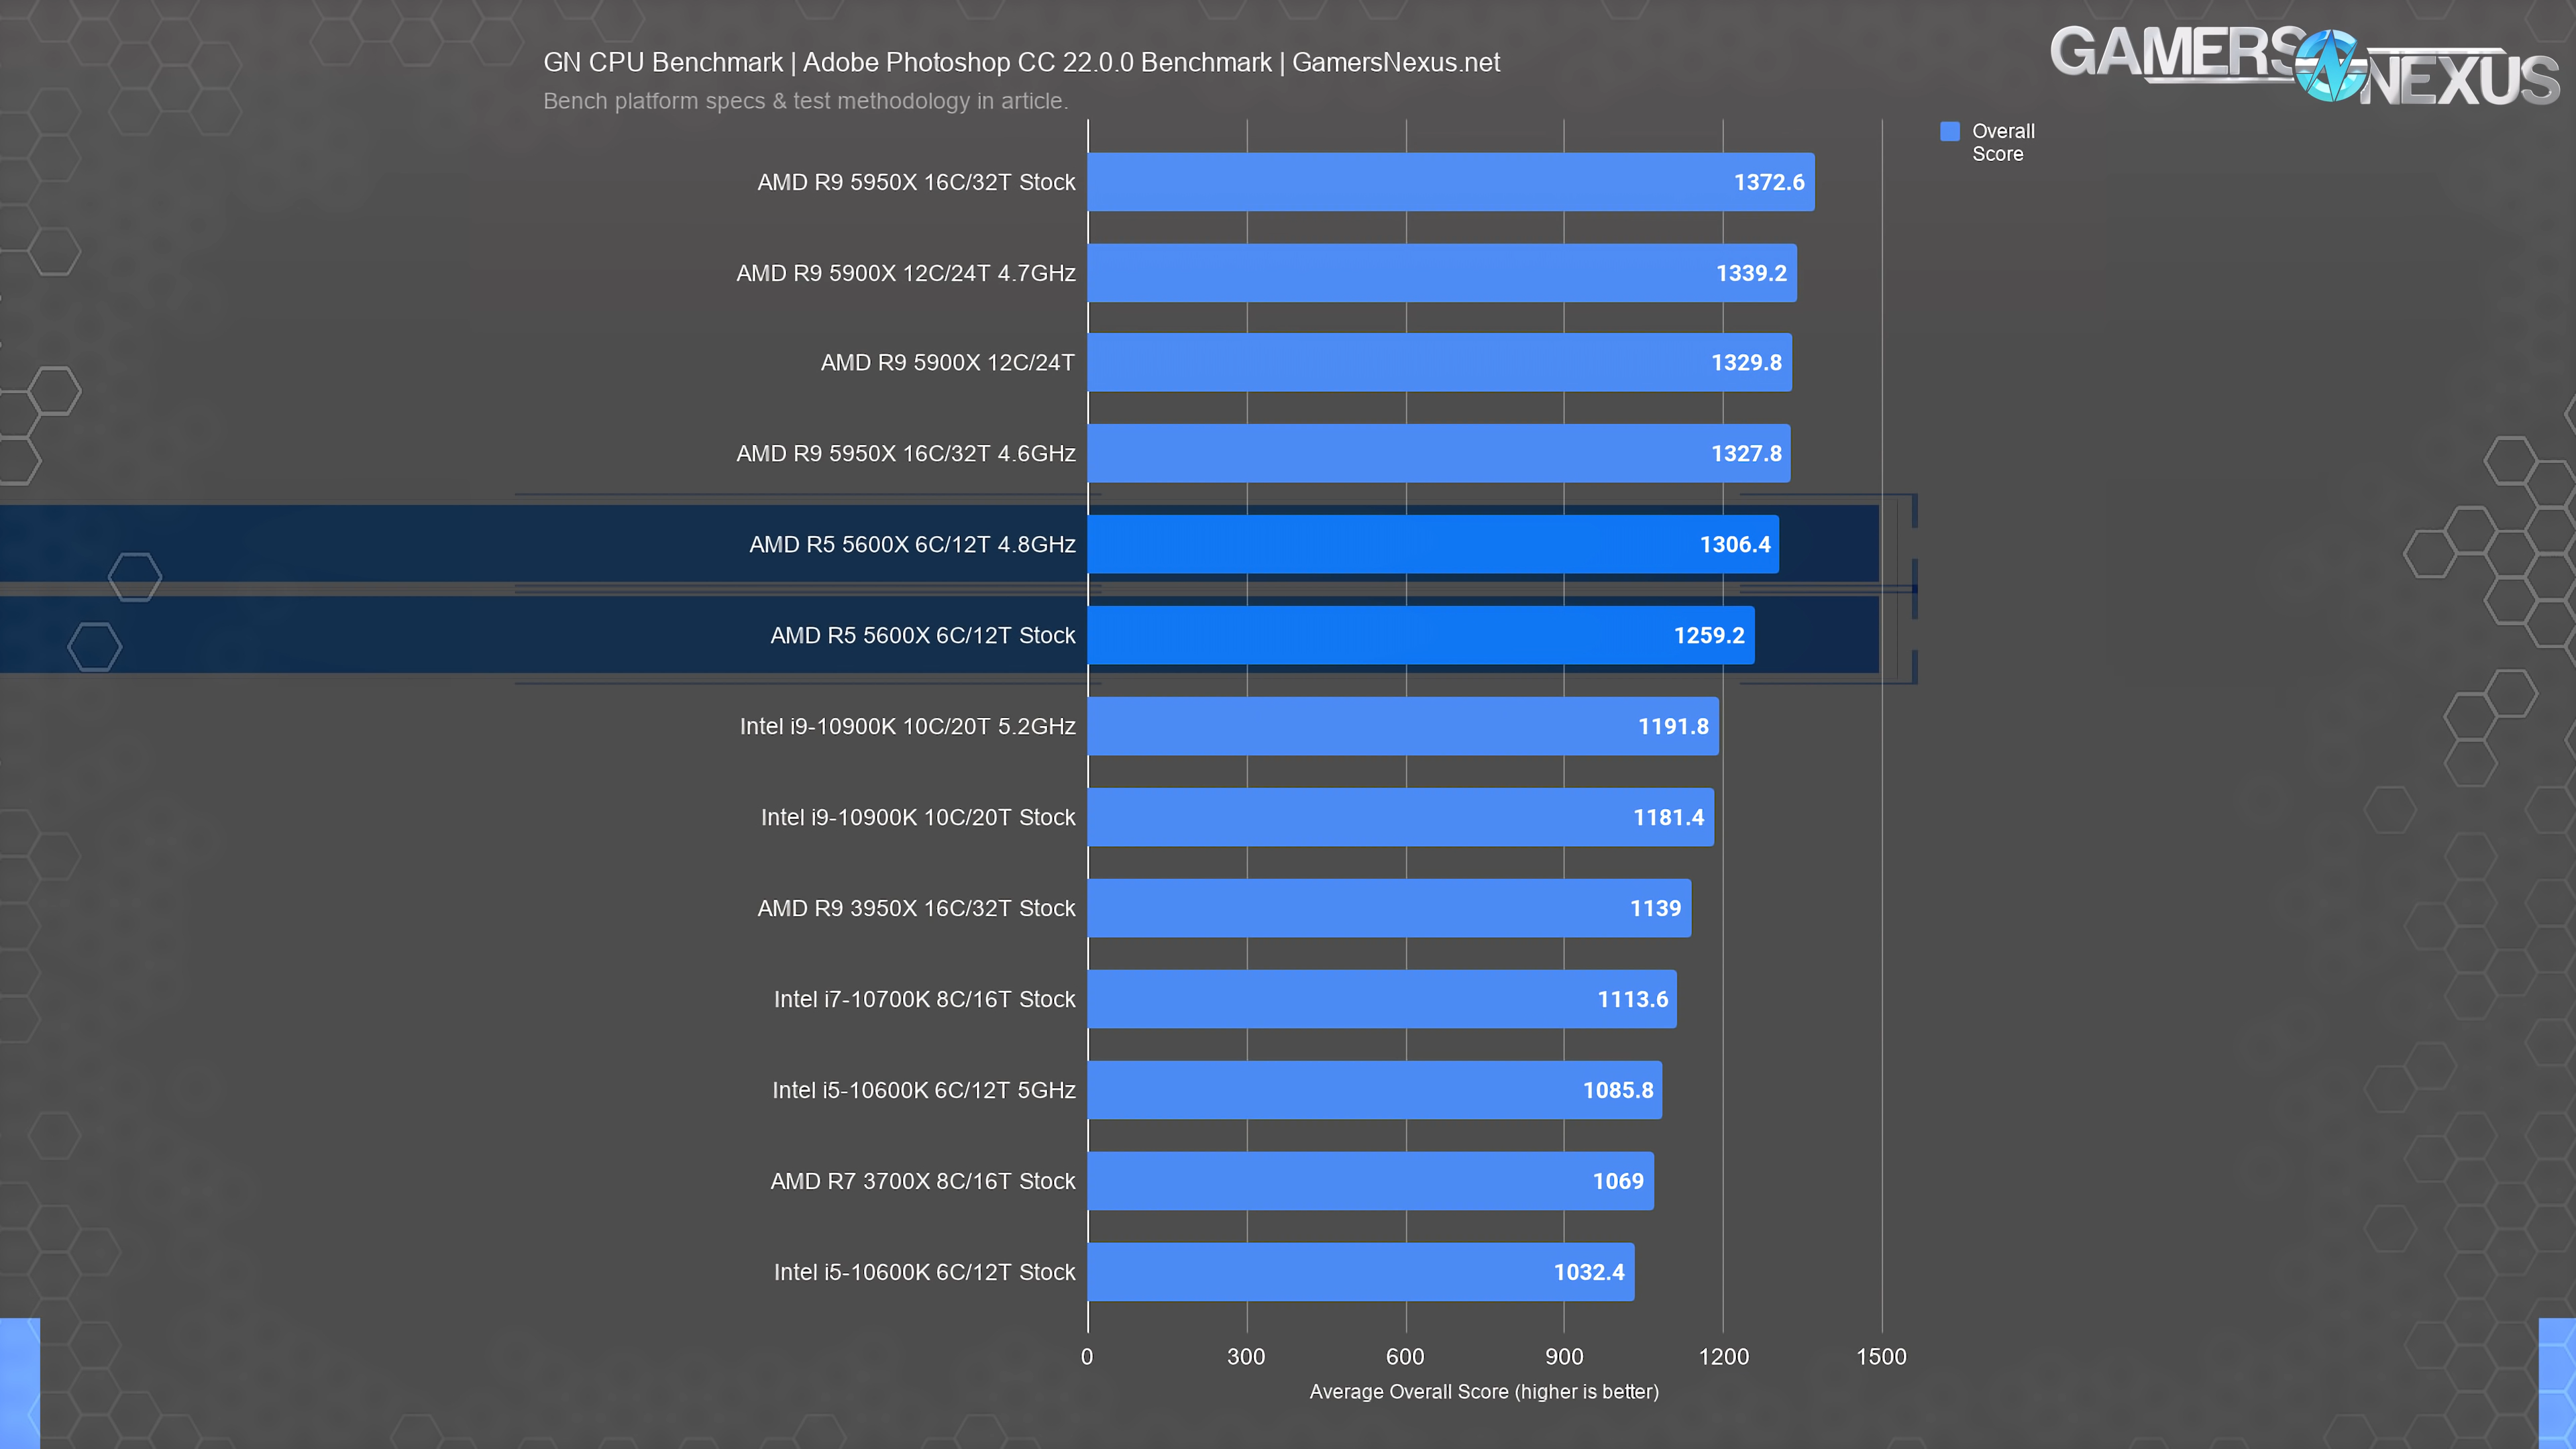 GAMERS NEXUS
GN CPU Benchmark | Adobe Photoshop CC 22.0.0 Benchmark | GamersNexus.net
Bench platform specs & test methodology in article.
Overall
Score
AMD R9 5950X 16C/32T Stock 1372.6
AMD R9 5900X 12C/24T 4.7GHz 1339.2
AMD R9 5900X 12C/24T 1329.8
AMD R9 5950X 16C/32T 4.6GHz 1327.8
AMD R5 5600X 6C/12T 4.8GHz 1306.4
AMD R5 5600X 6C/12T Stock 1259.2
Intel i9-10900K 10C/20T 5.2GHz 1191.8
Intel i9-10900K 10C/20T Stock 1181.4
AMD R9 3950X 16C/32T Stock 1139
Intel i7-10700K 8C/16T Stock 1113.6
Intel i5-10600K 6C/12T 5GHz 1085.8
AMD R7 3700X 8C/16T Stock 1069
Intel i5-10600K 6C/12T Stock 1032.4
0 300 600 900 1200 1500
Average Overall Score (higher is better)